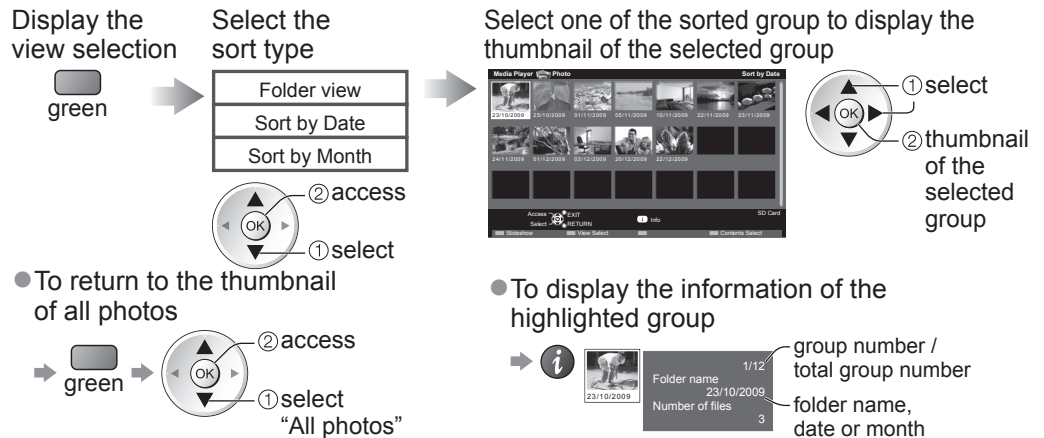 Display the
view selection
green
Select the
sort type
Folder view
Sort by Date
Sort by Month
②access
OK
①select
Select one of the sorted group to display the
thumbnail of the selected group
Media Player Photo Sort by Date
23/10/2009 25/10/2009 01/11/2009 05/11/2009 10/11/2009 22/11/2009 23/11/2009
24/11/2009 01/12/2009 03/12/2009 20/12/2009 22/12/2009
Access EXIT
Select RETURN
i Info
SD Card
Slideshow View Select Contents Select
①select
OK
②thumbnail
of the
selected
group
●To return to the thumbnail
of all photos
green
②access
OK
①select
“All photos”
●To display the information of the
highlighted group
i
23/10/2009
1/12
Folder name
23/10/2009
Number of files
3
group number /
total group number
folder name,
date or month